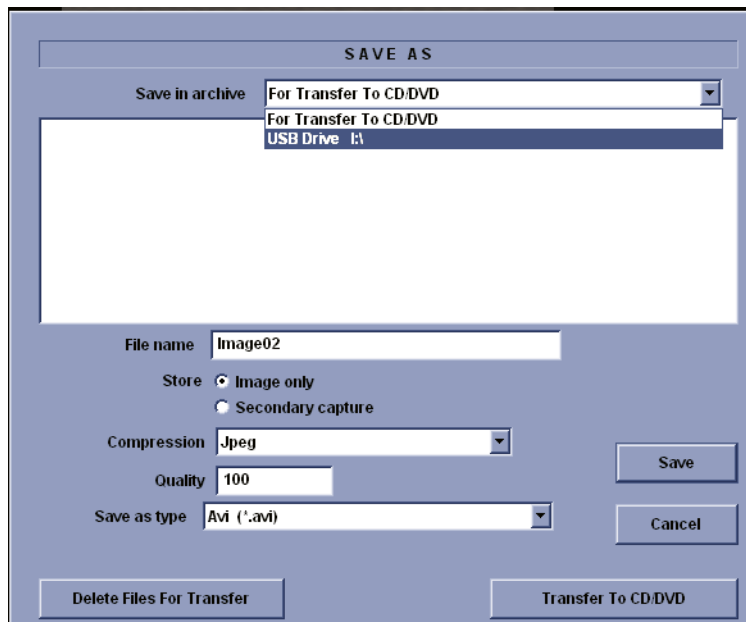 SAVE AS
Save in archive For Transfer To CD/DVD
For Transfer To CD/DVD
USB Drive I:\
File name Image02
Store Image only
Secondary capture
Compression Jpeg
Quality 100
Save as type Avi (*.avi)
Save
Cancel
Delete Files For Transfer Transfer To CD/DVD